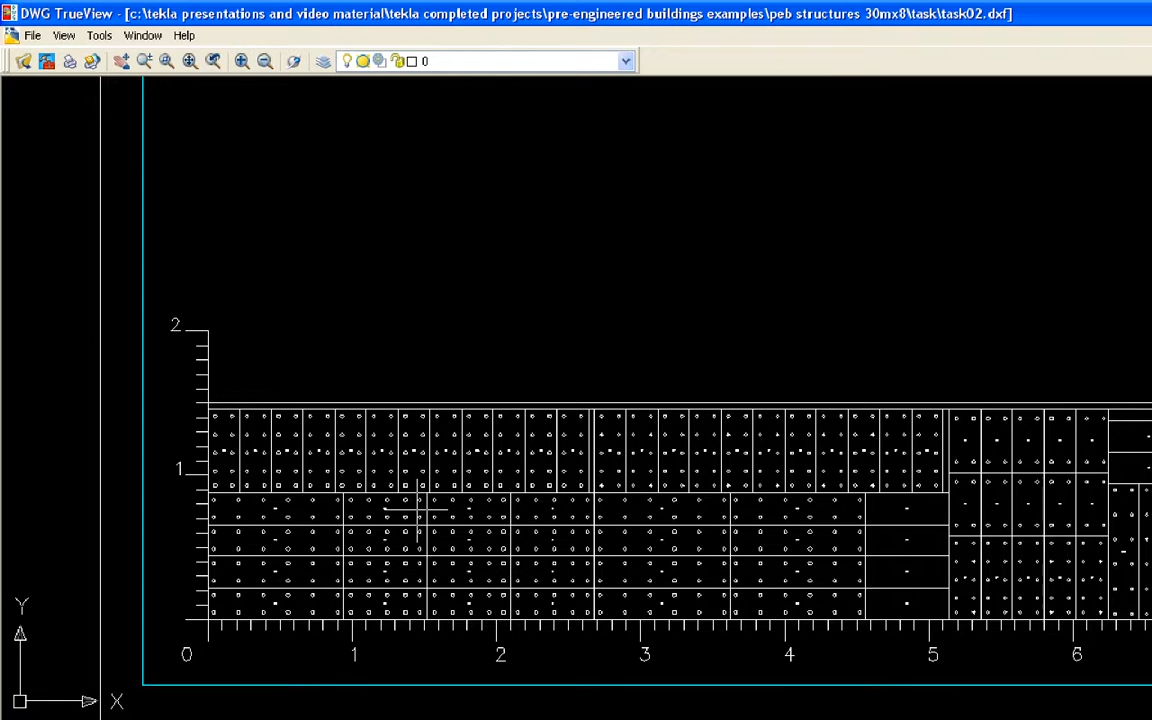 DWG TrueView - [c:\tekla presentations and video material\tekla completed projects\pre-engineered buildings examples\peb structures 30mx8\task\task02.dxf]
File View Tools Window Help
0
2
1
0 1 2 3 4 5 6
Y
X